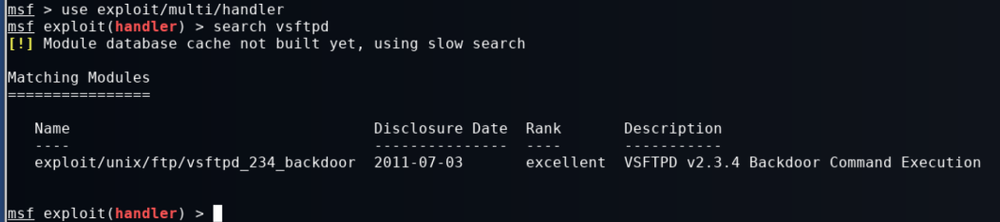 msf > use exploit/multi/handler
msf exploit(handler) > search vsftpd
[!] Module database cache not built yet, using slow search
Matching Modules
================
Name Disclosure Date Rank Description
---- --------------- ---- -----------
exploit/unix/ftp/vsftpd_234_backdoor 2011-07-03 excellent VSFTPD v2.3.4 Backdoor Command Execution
msf exploit(handler) >